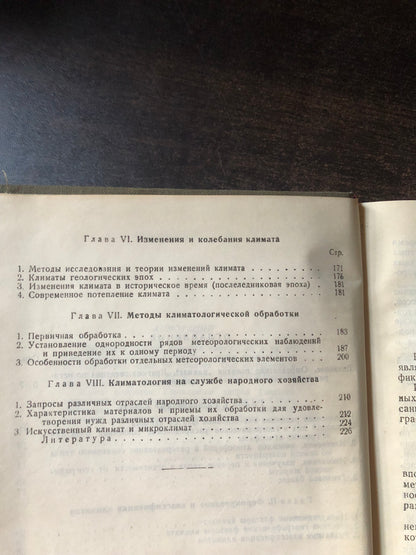 Глава VI. Изменения и колебания климата
Стр.
1. Методы исследования и теории изменений климата . . . . . . . . 171
2. Климаты геологических эпох . . . . . . . . . . . . . . . . . . 176
3. Изменения климата в историческое время (послеледниковая эпоха) . 181
4. Современное потепление климата . . . . . . . . . . . . . . . . 181
Глава VII. Методы климатологической обработки
1. Первичная обработка . . . . . . . . . . . . . . . . . . . . . . 183
2. Установление однородности рядов метеорологических наблюдений
и приведение их к одному периоду . . . . . . . . . . . . . . . 187
3. Особенности обработки отдельных метеорологических элементов . . 200
Глава VIII. Климатология на службе народного хозяйства
1. Запросы различных отраслей народного хозяйства . . . . . . . . . 210
2. Характеристика материалов и приемы их обработки для удовле-
творения нужд различных отраслей хозяйства . . . . . . . . . . 212
3. Искусственный климат и микроклимат . . . . . . . . . . . . . . 224
Литература . . . . . . . . . . . . . . . . . . . . . . . . . . 226